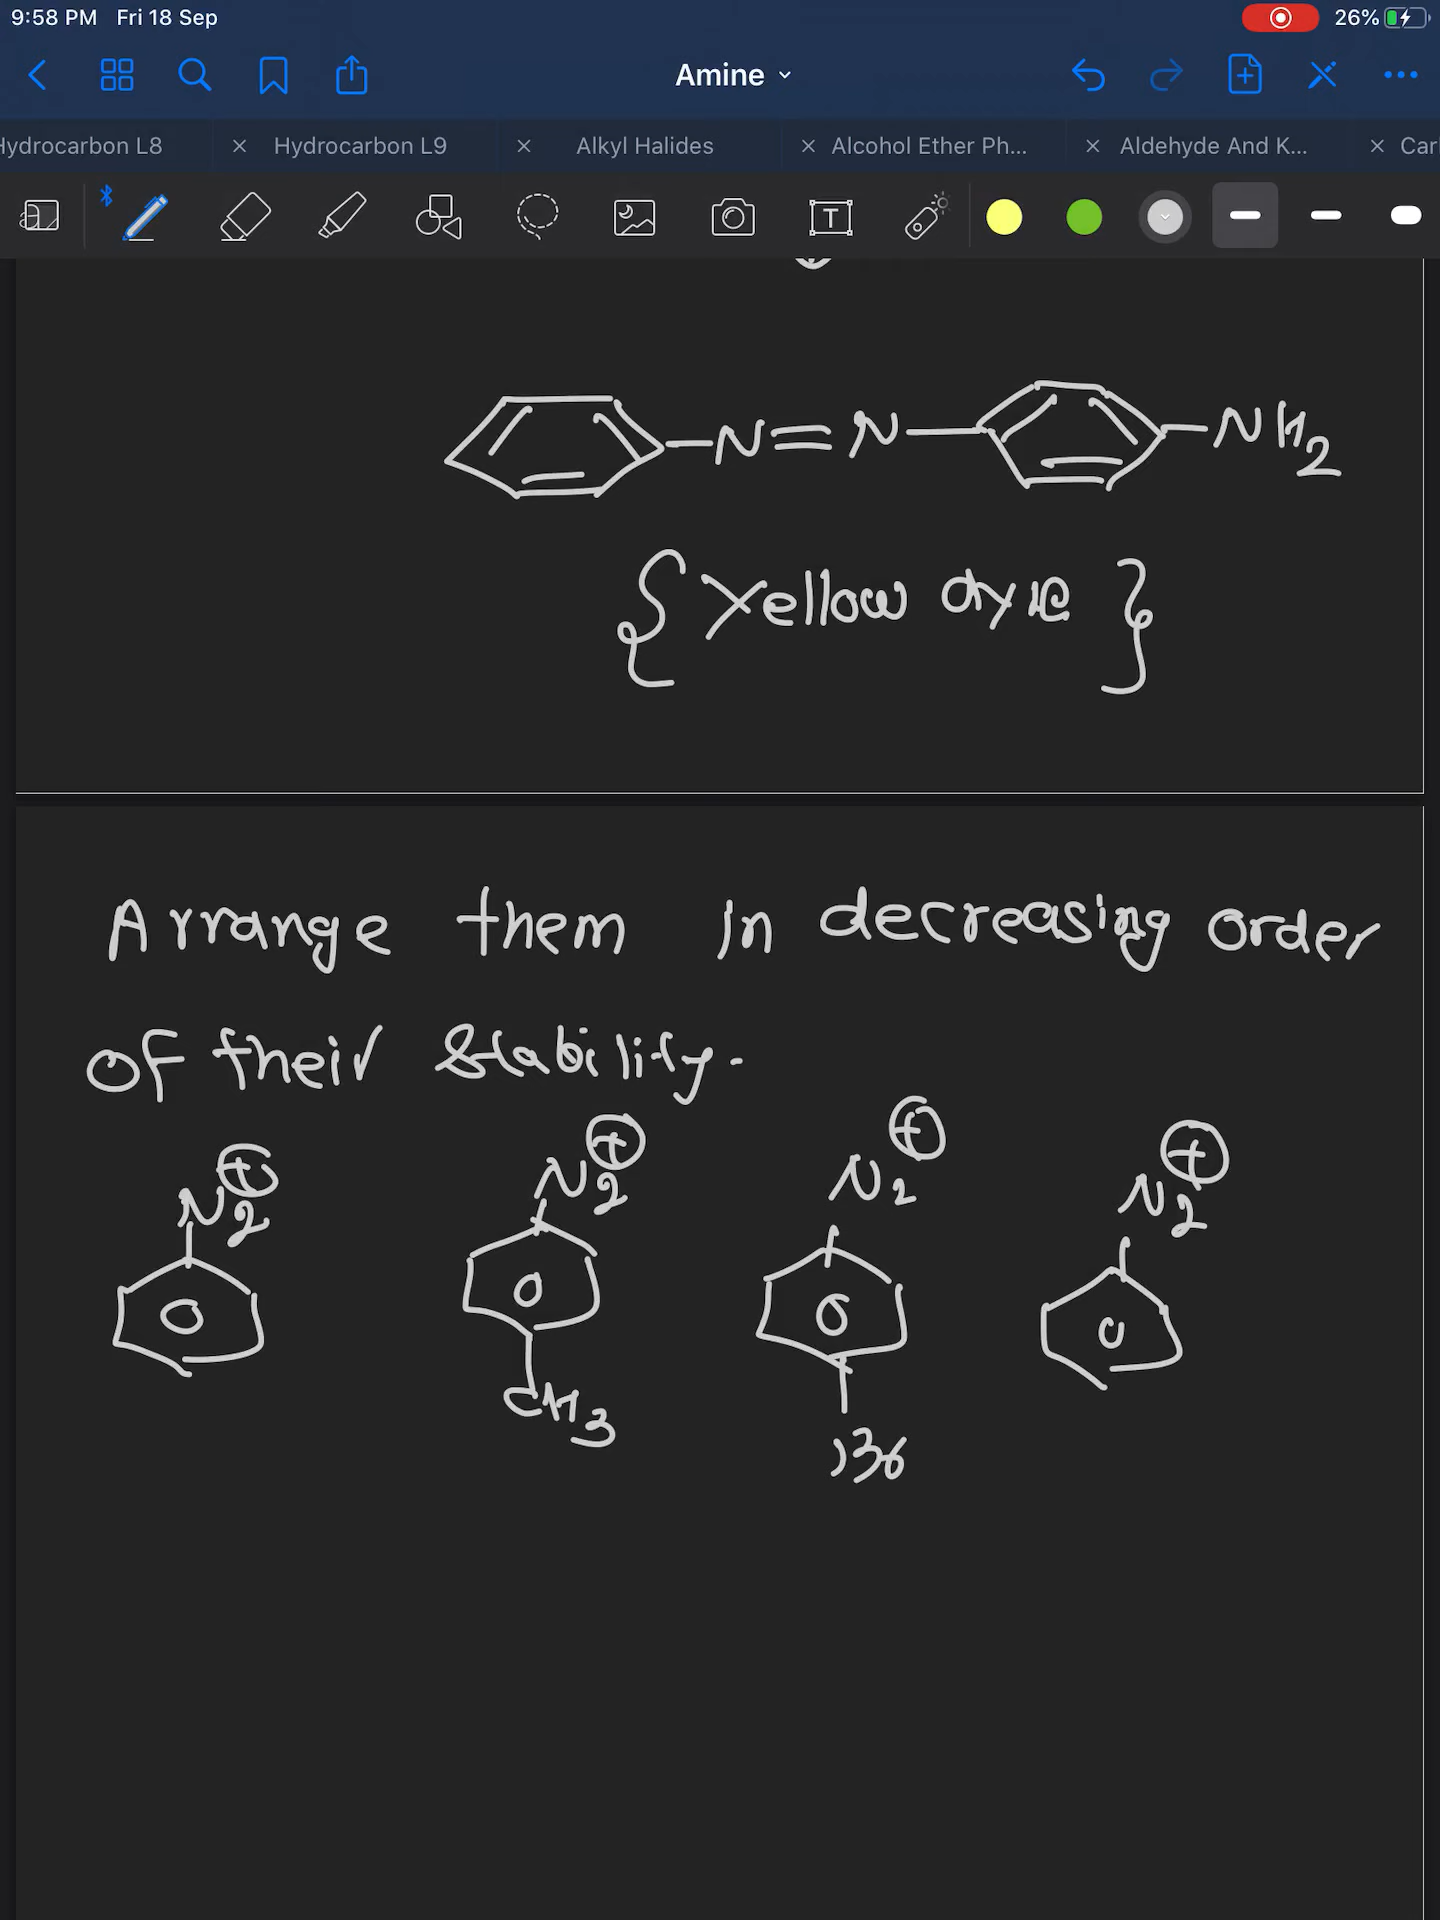 9:58 PM Fri 18 Sep 26%
Amine
Hydrocarbon L8 × Hydrocarbon L9 × Alkyl Halides × Alcohol Ether Ph... × Aldehyde And K... × Car
T
N=N NH2
{ Yellow dye }
Arrange them in decreasing order
of their Stability.
N2+ N2+ N2+ N2+
CH3